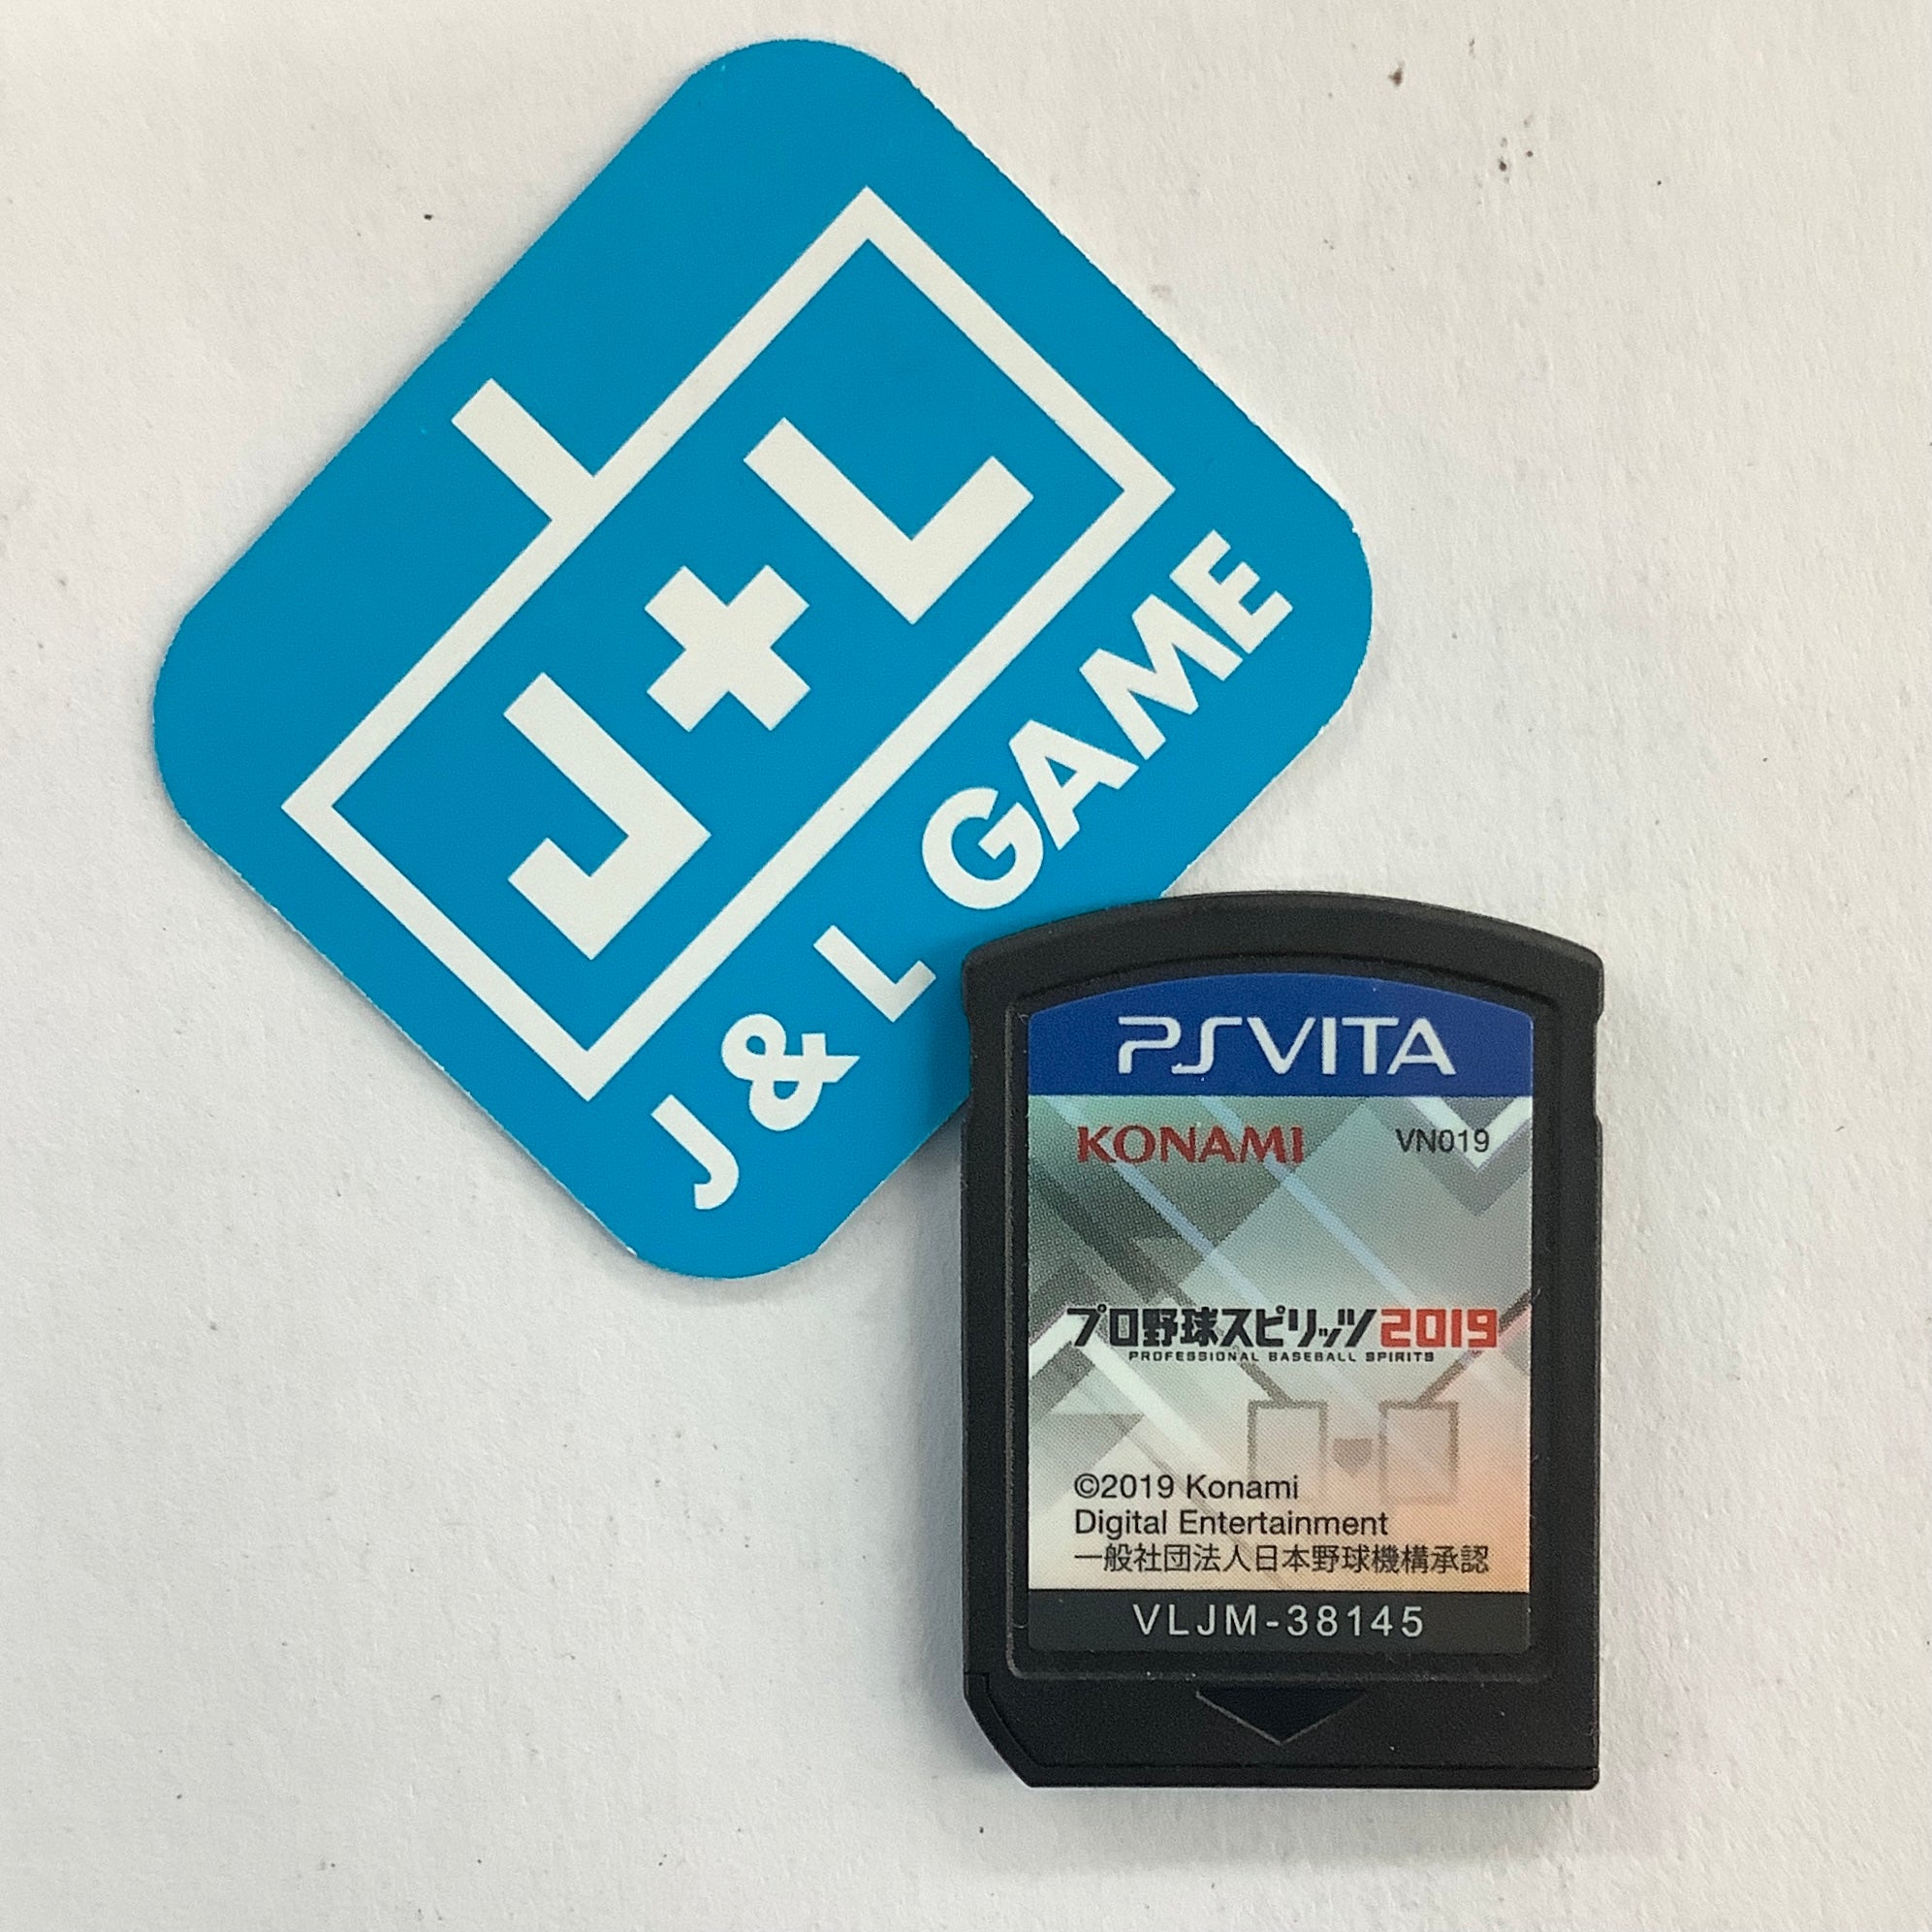 J+L
J & L GAME
PSVITA
KONAMI VN019
プロ野球スピリッツ2019
PROFESSIONAL BASEBALL SPIRITS
©2019 Konami
Digital Entertainment
一般社団法人日本野球機構承認
VLJM-38145